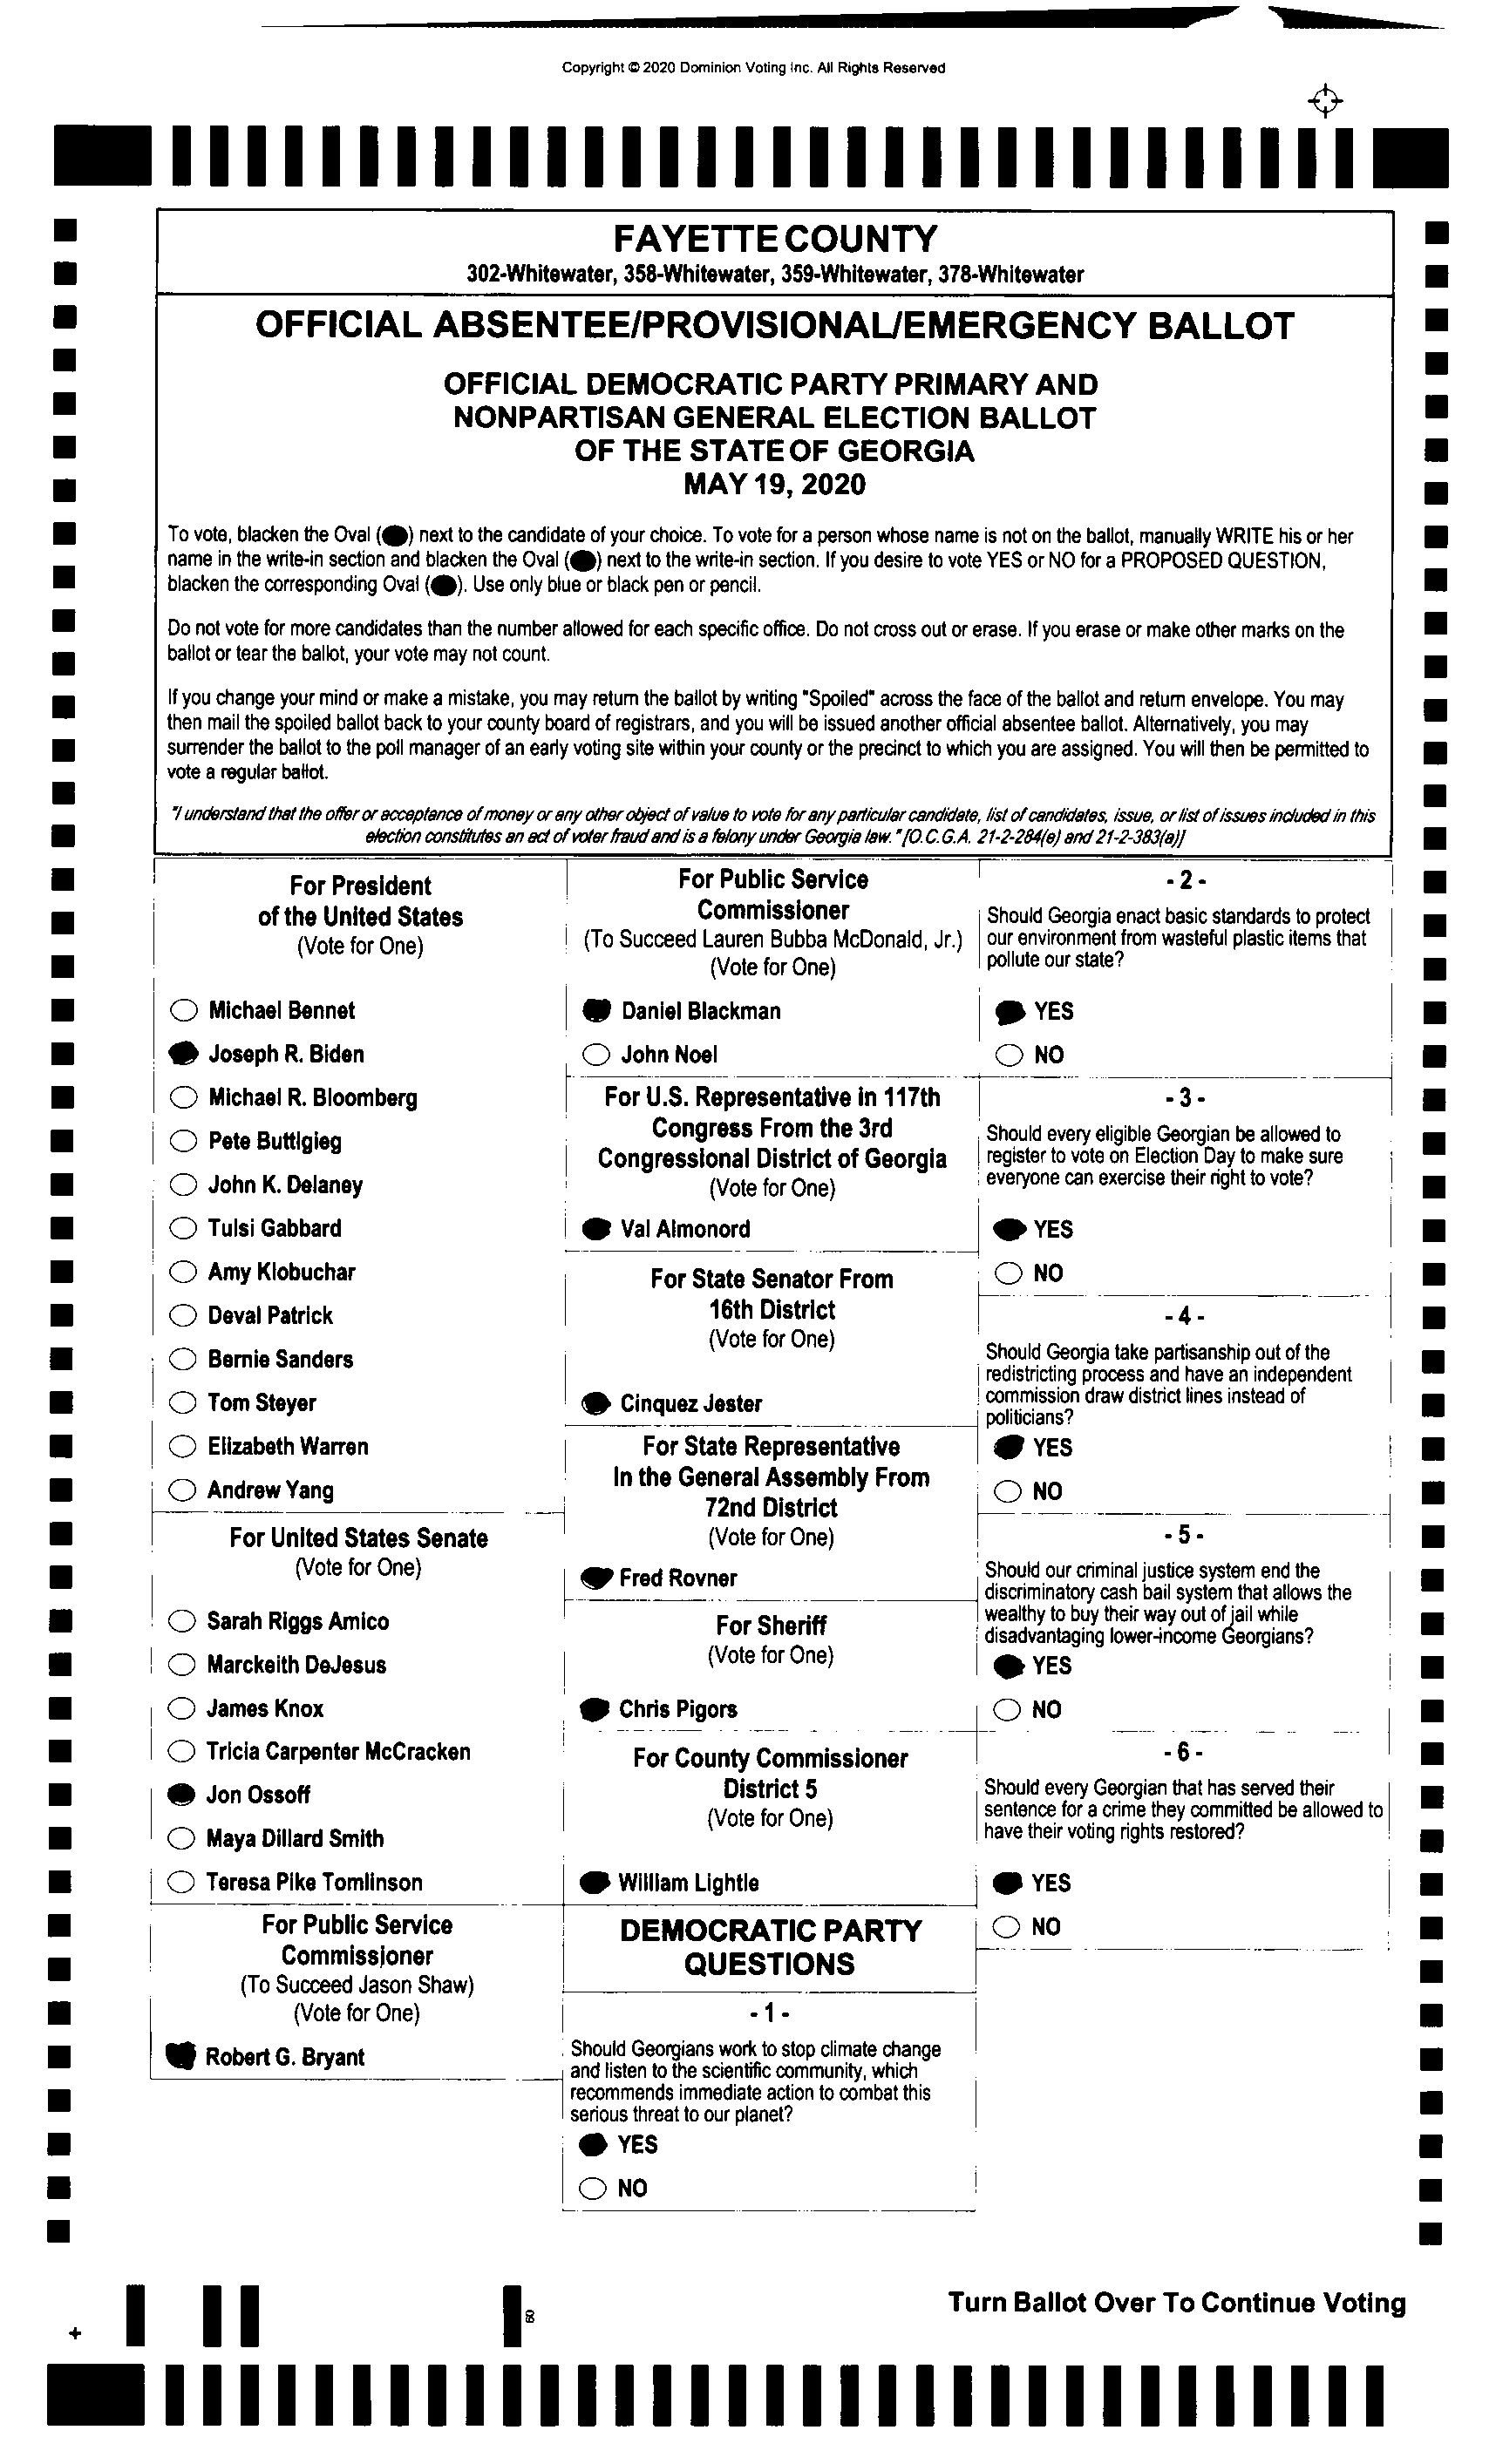 Copyright © 2020 Dominion Voting Inc. All Rights Reserved
FAYETTE COUNTY
302-Whitewater, 358-Whitewater, 359-Whitewater, 378-Whitewater
OFFICIAL ABSENTEE/PROVISIONAL/EMERGENCY BALLOT
OFFICIAL DEMOCRATIC PARTY PRIMARY AND
NONPARTISAN GENERAL ELECTION BALLOT
OF THE STATE OF GEORGIA
MAY 19, 2020
To vote, blacken the Oval ( ) next to the candidate of your choice. To vote for a person whose name is not on the ballot, manually WRITE his or her
name in the write-in section and blacken the Oval ( ) next to the write-in section. If you desire to vote YES or NO for a PROPOSED QUESTION,
blacken the corresponding Oval ( ). Use only blue or black pen or pencil.
Do not vote for more candidates than the number allowed for each specific office. Do not cross out or erase. If you erase or make other marks on the
ballot or tear the ballot, your vote may not count.
If you change your mind or make a mistake, you may return the ballot by writing "Spoiled" across the face of the ballot and return envelope. You may
then mail the spoiled ballot back to your county board of registrars, and you will be issued another official absentee ballot. Alternatively, you may
surrender the ballot to the poll manager of an early voting site within your county or the precinct to which you are assigned. You will then be permitted to
vote a regular ballot.
"I understand that the offer or acceptance of money or any other object of value to vote for any particular candidate, list of candidates, issue, or list of issues included in this
election constitutes an act of voter fraud and is a felony under Georgia law." [O.C.G.A. 21-2-284(e) and 21-2-383(a)]
For President
of the United States
(Vote for One)
Michael Bennet
Joseph R. Biden
Michael R. Bloomberg
Pete Buttigieg
John K. Delaney
Tulsi Gabbard
Amy Klobuchar
Deval Patrick
Bernie Sanders
Tom Steyer
Elizabeth Warren
Andrew Yang
For United States Senate
(Vote for One)
Sarah Riggs Amico
Marckeith DeJesus
James Knox
Tricia Carpenter McCracken
Jon Ossoff
Maya Dillard Smith
Teresa Pike Tomlinson
For Public Service
Commissioner
(To Succeed Jason Shaw)
(Vote for One)
Robert G. Bryant
For Public Service
Commissioner
(To Succeed Lauren Bubba McDonald, Jr.)
(Vote for One)
Daniel Blackman
John Noel
For U.S. Representative in 117th
Congress From the 3rd
Congressional District of Georgia
(Vote for One)
Val Almonord
For State Senator From
16th District
(Vote for One)
Cinquez Jester
For State Representative
In the General Assembly From
72nd District
(Vote for One)
Fred Rovner
For Sheriff
(Vote for One)
Chris Pigors
For County Commissioner
District 5
(Vote for One)
William Lightle
DEMOCRATIC PARTY
QUESTIONS
- 1 -
Should Georgians work to stop climate change
and listen to the scientific community, which
recommends immediate action to combat this
serious threat to our planet?
YES
NO
- 2 -
Should Georgia enact basic standards to protect
our environment from wasteful plastic items that
pollute our state?
YES
NO
- 3 -
Should every eligible Georgian be allowed to
register to vote on Election Day to make sure
everyone can exercise their right to vote?
YES
NO
- 4 -
Should Georgia take partisanship out of the
redistricting process and have an independent
commission draw district lines instead of
politicians?
YES
NO
- 5 -
Should our criminal justice system end the
discriminatory cash bail system that allows the
wealthy to buy their way out of jail while
disadvantaging lower-income Georgians?
YES
NO
- 6 -
Should every Georgian that has served their
sentence for a crime they committed be allowed to
have their voting rights restored?
YES
NO
Turn Ballot Over To Continue Voting